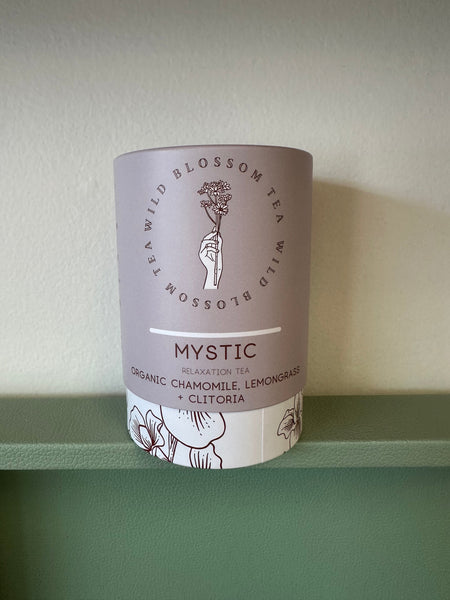 WILD BLOSSOM TEA WILD BLOSSOM TEA
MYSTIC
RELAXATION TEA
ORGANIC CHAMOMILE, LEMONGRASS
+ CLITORIA